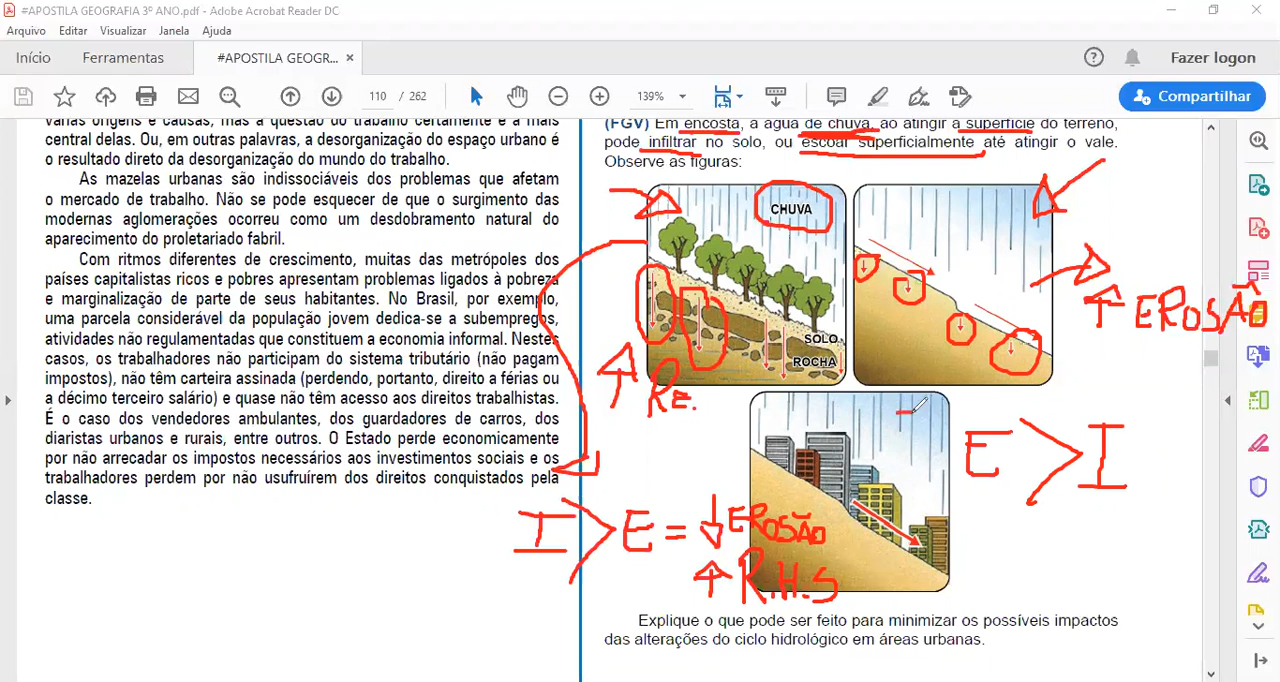 #APOSTILA GEOGRAFIA 3º ANO.pdf - Adobe Acrobat Reader DC
Arquivo Editar Visualizar Janela Ajuda
Início Ferramentas #APOSTILA GEOGR... ×
Fazer logon
110 / 262
139%
Compartilhar
várias origens e causas, mas a questão do trabalho certamente é a mais
central delas. Ou, em outras palavras, a desorganização do espaço urbano é
o resultado direto da desorganização do mundo do trabalho.
As mazelas urbanas são indissociáveis dos problemas que afetam
o mercado de trabalho. Não se pode esquecer de que o surgimento das
modernas aglomerações ocorreu como um desdobramento natural do
aparecimento do proletariado fabril.
Com ritmos diferentes de crescimento, muitas das metrópoles dos
países capitalistas ricos e pobres apresentam problemas ligados à pobreza
e marginalização de parte de seus habitantes. No Brasil, por exemplo,
uma parcela considerável da população jovem dedica-se a subempregos,
atividades não regulamentadas que constituem a economia informal. Nestes
casos, os trabalhadores não participam do sistema tributário (não pagam
impostos), não têm carteira assinada (perdendo, portanto, direito a férias ou
a décimo terceiro salário) e quase não têm acesso aos direitos trabalhistas.
É o caso dos vendedores ambulantes, dos guardadores de carros, dos
diaristas urbanos e rurais, entre outros. O Estado perde economicamente
por não arrecadar os impostos necessários aos investimentos sociais e os
trabalhadores perdem por não usufruírem dos direitos conquistados pela
classe.
(FGV) Em encosta, a água de chuva, ao atingir a superfície do terreno,
pode infiltrar no solo, ou escoar superficialmente até atingir o vale.
Observe as figuras:
CHUVA
SOLO
ROCHA
↑ RE.
↑ EROSÃO
E > I
I > E = ↓ EROSÃO
↑ R.H.S
Explique o que pode ser feito para minimizar os possíveis impactos
das alterações do ciclo hidrológico em áreas urbanas.